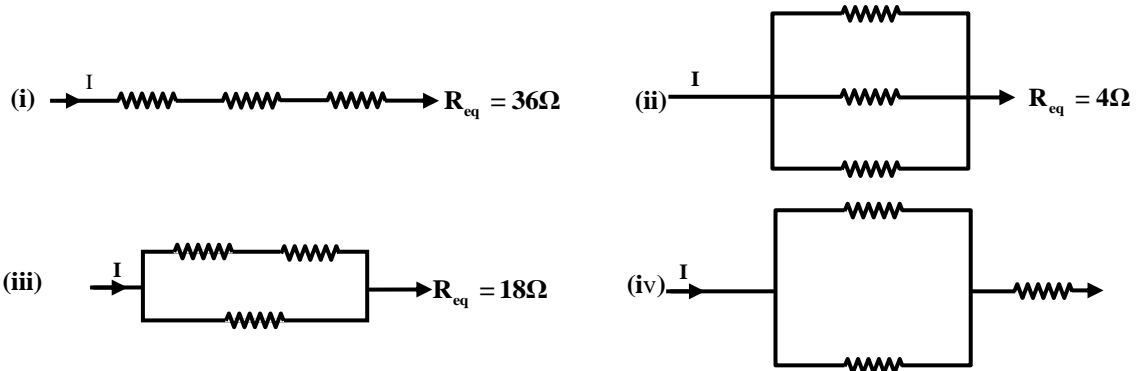 (i) I R_eq = 36Ω
(ii) I R_eq = 4Ω
(iii) I R_eq = 18Ω
(iv) I